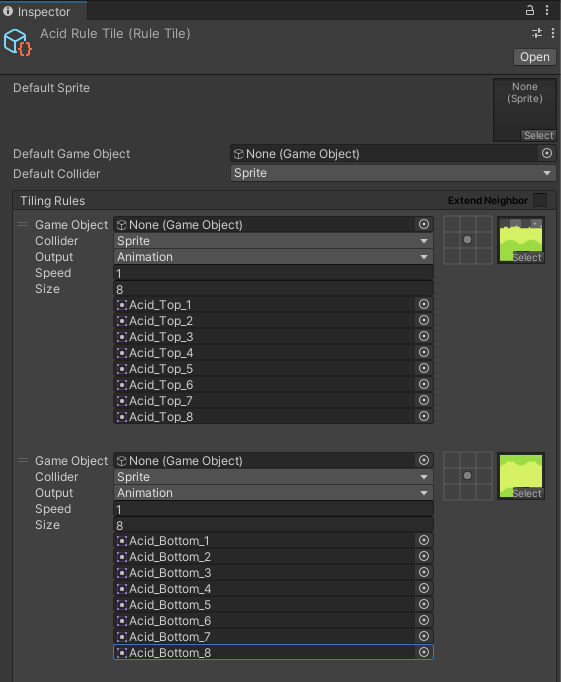 Inspector
Acid Rule Tile (Rule Tile)
Open
Default Sprite
None
(Sprite)
Select
Default Game Object
None (Game Object)
Default Collider
Sprite
Tiling Rules
Extend Neighbor
Game Object
None (Game Object)
Collider
Sprite
Output
Animation
Speed
1
Size
8
Acid_Top_1
Acid_Top_2
Acid_Top_3
Acid_Top_4
Acid_Top_5
Acid_Top_6
Acid_Top_7
Acid_Top_8
Select
Game Object
None (Game Object)
Collider
Sprite
Output
Animation
Speed
1
Size
8
Acid_Bottom_1
Acid_Bottom_2
Acid_Bottom_3
Acid_Bottom_4
Acid_Bottom_5
Acid_Bottom_6
Acid_Bottom_7
Acid_Bottom_8
Select